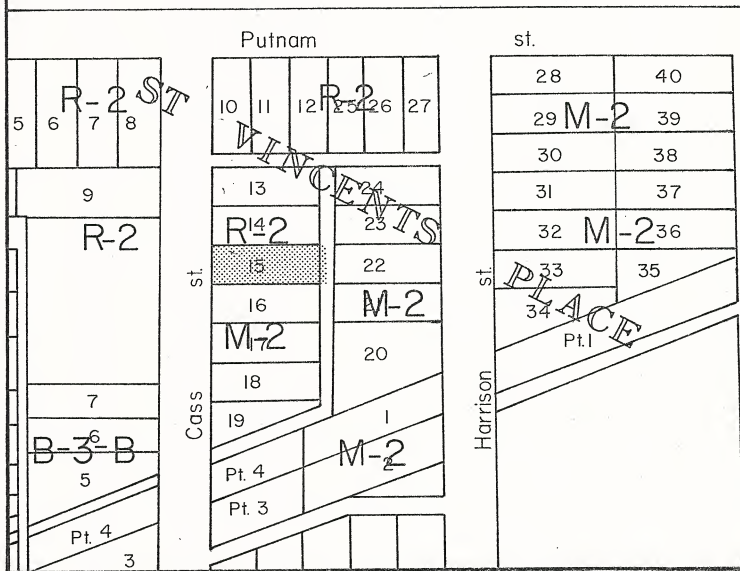 Putnam st.
5 6 7 8 R-2
10 11 12 25 26 27 R-2
28 40
29 M-2 39
30 38
31 37
32 M-2 36
33 35
34
Pt.1
ST VINCENTS PLACE
9
R-2
13 24
R-2 14 23
15 22
16 21 M-2
M-2 17 20
18
19
7
6
B-3-B
5
Pt. 4
3
Cass st.
Harrison st.
1
Pt. 4 M-2
2
Pt. 3